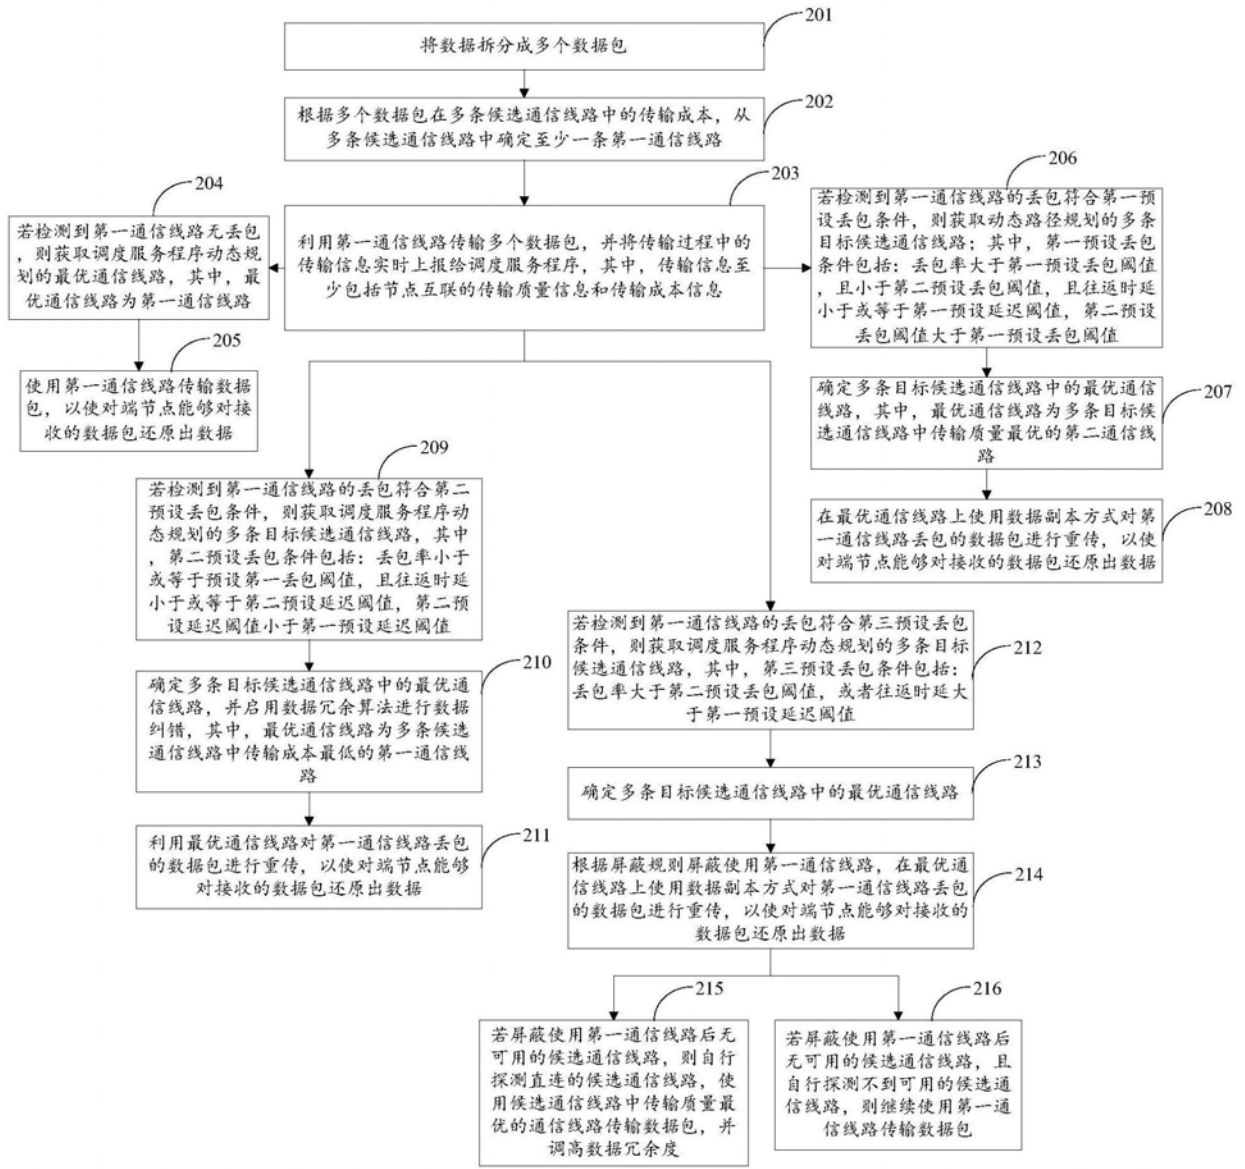 201
将数据拆分成多个数据包
202
根据多个数据包在多条候选通信线路中的传输成本，从
多条候选通信线路中确定至少一条第一通信线路
203
利用第一通信线路传输多个数据包，并将传输过程中的
传输信息实时上报给调度服务程序，其中，传输信息至
少包括节点互联的传输质量信息和传输成本信息
204
若检测到第一通信线路无丢包
，则获取调度服务程序动态规
划的最优通信线路，其中，最
优通信线路为第一通信线路
205
使用第一通信线路传输数据
包，以使对端节点能够对接
收的数据包还原出数据
206
若检测到第一通信线路的丢包符合第一预
设丢包条件，则获取动态路径规划的多条
目标候选通信线路；其中，第一预设丢包
条件包括：丢包率大于第一预设丢包阈值
，且小于第二预设丢包阈值，且往返时延
小于或等于第一预设延迟阈值，第二预设
丢包阈值大于第一预设丢包阈值
207
确定多条目标候选通信线路中的最优通信
线路，其中，最优通信线路为多条目标候
选通信线路中传输质量最优的第二通信线
路
208
在最优通信线路上使用数据副本方式对第
一通信线路丢包的数据包进行重传，以使
对端节点能够对接收的数据包还原出数据
209
若检测到第一通信线路的丢包符合第二
预设丢包条件，则获取调度服务程序动
态规划的多条目标候选通信线路，其中
，第二预设丢包条件包括：丢包率小于
或等于预设第一丢包阈值，且往返时延
小于或等于第二预设延迟阈值，第二预
设延迟阈值小于第一预设延迟阈值
210
确定多条目标候选通信线路中的最优通
信线路，并启用数据冗余算法进行数据
纠错，其中，最优通信线路为多条候选
通信线路中传输成本最低的第一通信线
路
211
利用最优通信线路对第一通信线路丢包
的数据包进行重传，以使对端节点能够
对接收的数据包还原出数据
212
若检测到第一通信线路的丢包符合第三预设丢包
条件，则获取调度服务程序动态规划的多条目标
候选通信线路，其中，第三预设丢包条件包括：
丢包率大于第二预设丢包阈值，或者往返时延大
于第一预设延迟阈值
213
确定多条目标候选通信线路中的最优通信线路
214
根据屏蔽规则屏蔽使用第一通信线路，在最优通
信线路上使用数据副本方式对第一通信线路丢包
的数据包进行重传，以使对端节点能够对接收的
数据包还原出数据
215
若屏蔽使用第一通信线路后无
可用的候选通信线路，则自行
探测直连的候选通信线路，使
用候选通信线路中传输质量最
优的通信线路传输数据包，并
调高数据冗余度
216
若屏蔽使用第一通信线路后
无可用的候选通信线路，且
自行探测不到可用的候选通
信线路，则继续使用第一通
信线路传输数据包